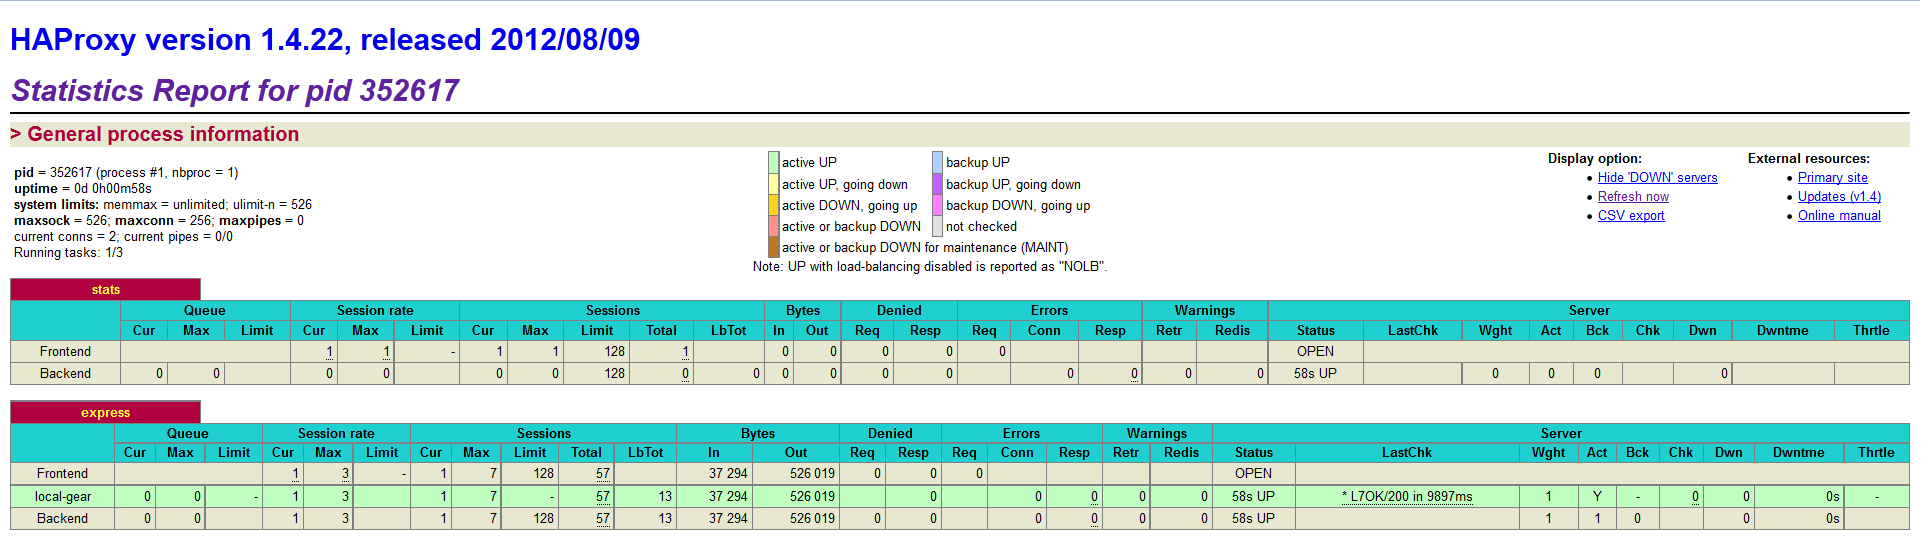 HAProxy version 1.4.22, released 2012/08/09
Statistics Report for pid 352617
> General process information
pid = 352617 (process #1, nbproc = 1)
uptime = 0d 0h00m58s
system limits: memmax = unlimited; ulimit-n = 526
maxsock = 526; maxconn = 256; maxpipes = 0
current conns = 2; current pipes = 0/0
Running tasks: 1/3
active UP backup UP
active UP, going down backup UP, going down
active DOWN, going up backup DOWN, going up
active or backup DOWN not checked
active or backup DOWN for maintenance (MAINT)
Note: UP with load-balancing disabled is reported as "NOLB".
Display option:
• Hide 'DOWN' servers
• Refresh now
• CSV export
External resources:
• Primary site
• Updates (v1.4)
• Online manual
stats
Queue Session rate Sessions Bytes Denied Errors Warnings Server
Cur Max Limit Cur Max Limit Cur Max Limit Total LbTot In Out Req Resp Req Conn Resp Retr Redis Status LastChk Wght Act Bck Chk Dwn Dwntme Thrtle
Frontend 1 1 - 1 1 128 1 0 0 0 0 0 OPEN
Backend 0 0 0 0 0 0 128 0 0 0 0 0 0 0 0 0 0 58s UP 0 0 0 0
express
Queue Session rate Sessions Bytes Denied Errors Warnings Server
Cur Max Limit Cur Max Limit Cur Max Limit Total LbTot In Out Req Resp Req Conn Resp Retr Redis Status LastChk Wght Act Bck Chk Dwn Dwntme Thrtle
Frontend 1 3 - 1 7 128 57 37 294 526 019 0 0 0 OPEN
local-gear 0 0 - 1 3 1 7 - 57 13 37 294 526 019 0 0 0 0 0 58s UP * L7OK/200 in 9897ms 1 Y - 0 0 0s -
Backend 0 0 1 3 1 7 128 57 13 37 294 526 019 0 0 0 0 0 0 58s UP 1 1 0 0 0s